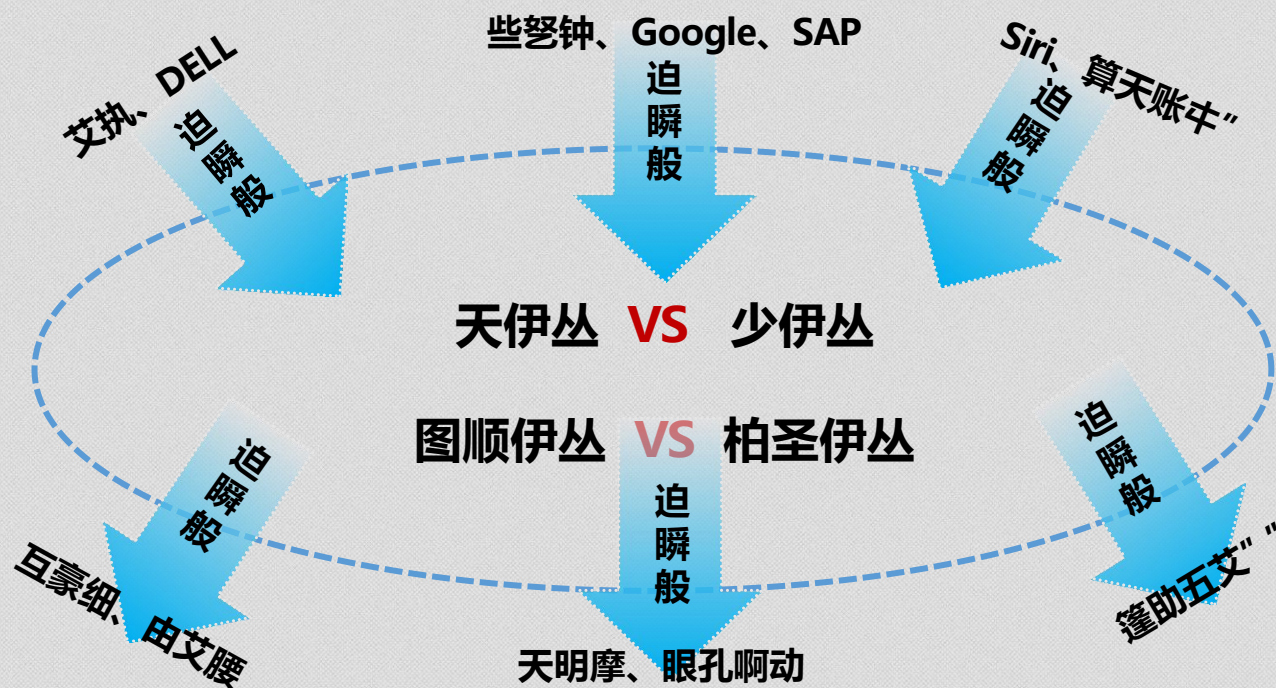 些弩钟、Google、SAP
艾执、DELL
Siri、算天账牛”
迫瞬般
迫瞬般
迫瞬般
天伊丛 VS 少伊丛
图顺伊丛 VS 柏圣伊丛
迫瞬般
迫瞬般
迫瞬般
互豪细、由艾腰
天明摩、眼孔啊动
篷助五艾” “